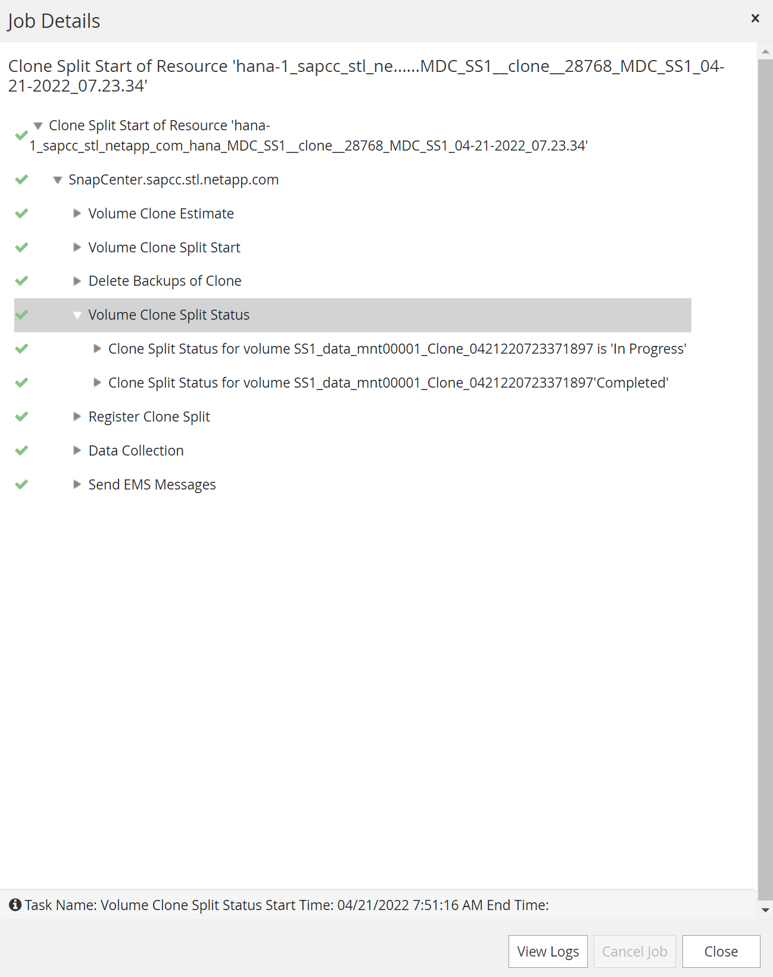 Job Details
x
Clone Split Start of Resource 'hana-1_sapcc_stl_ne......MDC_SS1__clone__28768_MDC_SS1_04-
21-2022_07.23.34'
Clone Split Start of Resource 'hana-
1_sapcc_stl_netapp_com_hana_MDC_SS1__clone__28768_MDC_SS1_04-21-2022_07.23.34'
SnapCenter.sapcc.stl.netapp.com
Volume Clone Estimate
Volume Clone Split Start
Delete Backups of Clone
Volume Clone Split Status
Clone Split Status for volume SS1_data_mnt00001_Clone_0421220723371897 is 'In Progress'
Clone Split Status for volume SS1_data_mnt00001_Clone_0421220723371897'Completed'
Register Clone Split
Data Collection
Send EMS Messages
Task Name: Volume Clone Split Status Start Time: 04/21/2022 7:51:16 AM End Time:
View Logs Cancel Job Close